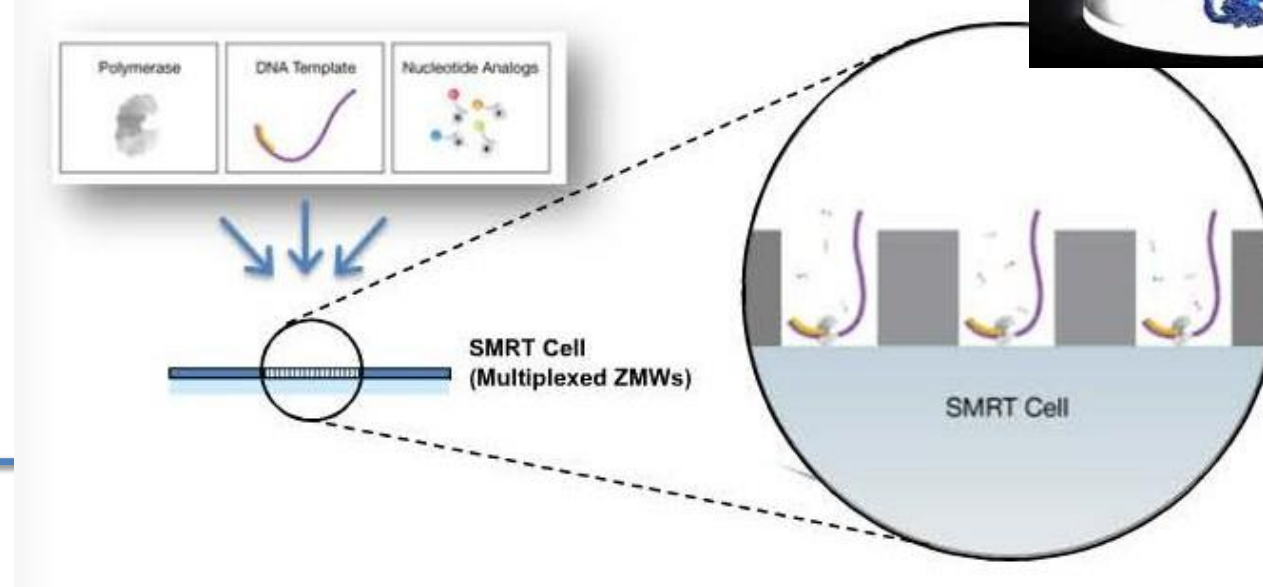 Polymerase
DNA Template
Nucleotide Analogs
SMRT Cell
(Multiplexed ZMWs)
SMRT Cell